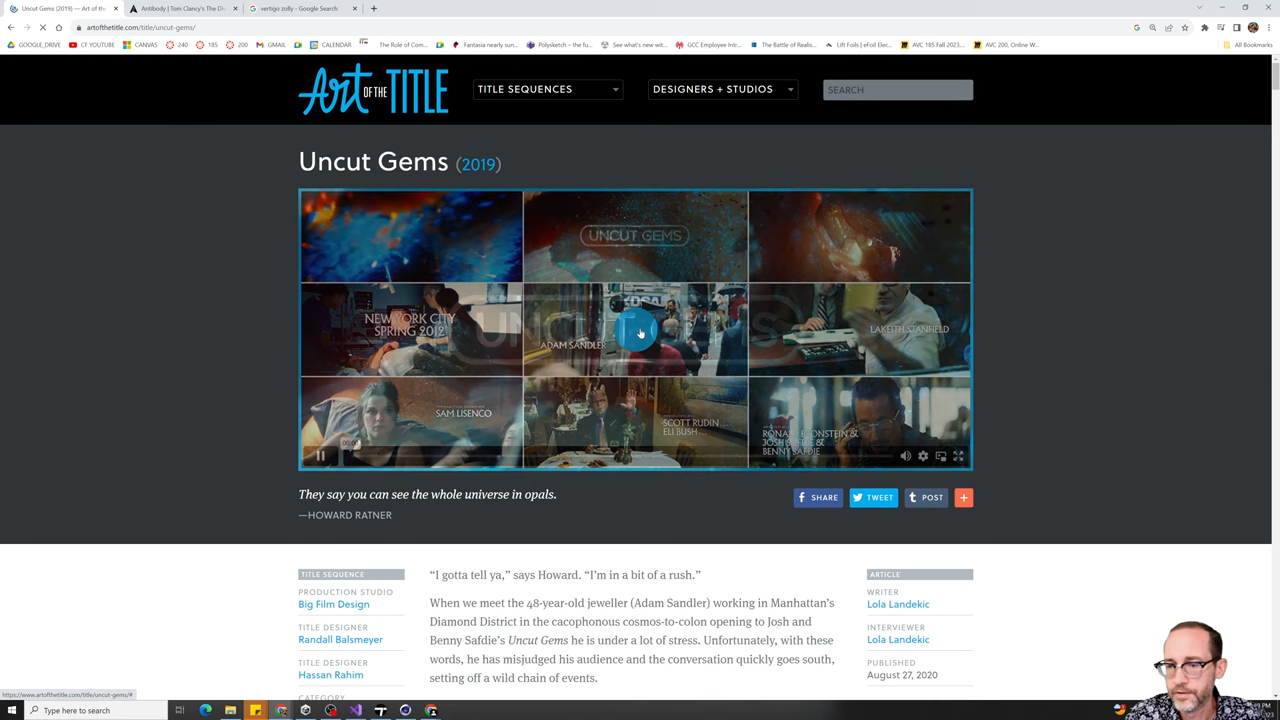 Uncut Gems (2019) — Art of th
Antibody | Tom Clancy's The Div
vertigo zolly - Google Search
artofthetitle.com/title/uncut-gems/
GOOGLE_DRIVE
CF YOUTUBE
CANVAS
240
185
200
GMAIL
CALENDAR
The Role of Com...
Fantasia nearly sun...
Polysketch – the fu...
See what's new wit...
GCC Employee Intr...
The Battle of Realis...
Lift Foils | eFoil Elec...
AVC 185 Fall 2023,...
AVC 200, Online W...
All Bookmarks
Art OF THE TITLE
TITLE SEQUENCES
DESIGNERS + STUDIOS
SEARCH
Uncut Gems (2019)
UNCUT GEMS
NEW YORK CITY
SPRING 2012
ADAM SANDLER
LAKEITH STANFIELD
SAM LISENCO
SCOTT RUDIN
ELI BUSH
RONALD BRONSTEIN &
JOSH SAFDIE &
BENNY SAFDIE
They say you can see the whole universe in opals.
—HOWARD RATNER
SHARE
TWEET
POST
TITLE SEQUENCE
PRODUCTION STUDIO
Big Film Design
TITLE DESIGNER
Randall Balsmeyer
TITLE DESIGNER
Hassan Rahim
CATEGORY
“I gotta tell ya,” says Howard. “I’m in a bit of a rush.”
When we meet the 48-year-old jeweller (Adam Sandler) working in Manhattan’s
Diamond District in the cacophonous cosmos-to-colon opening to Josh and
Benny Safdie’s Uncut Gems he is under a lot of stress. Unfortunately, with these
words, he has misjudged his audience and the conversation quickly goes south,
setting off a wild chain of events.
ARTICLE
WRITER
Lola Landekic
INTERVIEWER
Lola Landekic
PUBLISHED
August 27, 2020
https://www.artofthetitle.com/title/uncut-gems/#
Type here to search